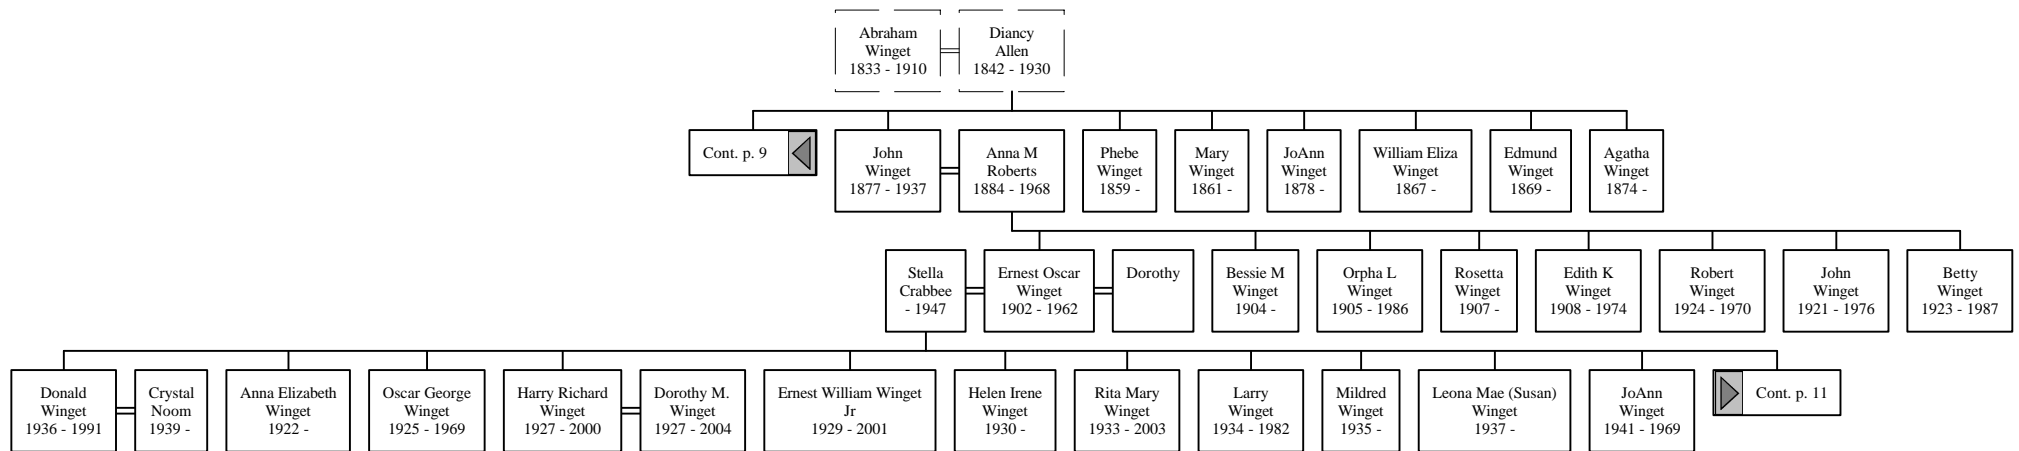 Abraham
Winget
1833 - 1910
Diancy
Allen
1842 - 1930
Cont. p. 9
John
Winget
1877 - 1937
Anna M
Roberts
1884 - 1968
Phebe
Winget
1859 -
Mary
Winget
1861 -
JoAnn
Winget
1878 -
William Eliza
Winget
1867 -
Edmund
Winget
1869 -
Agatha
Winget
1874 -
Stella
Crabbee
- 1947
Ernest Oscar
Winget
1902 - 1962
Dorothy
Bessie M
Winget
1904 -
Orpha L
Winget
1905 - 1986
Rosetta
Winget
1907 -
Edith K
Winget
1908 - 1974
Robert
Winget
1924 - 1970
John
Winget
1921 - 1976
Betty
Winget
1923 - 1987
Donald
Winget
1936 - 1991
Crystal
Noom
1939 -
Anna Elizabeth
Winget
1922 -
Oscar George
Winget
1925 - 1969
Harry Richard
Winget
1927 - 2000
Dorothy M.
Winget
1927 - 2004
Ernest William Winget
Jr
1929 - 2001
Helen Irene
Winget
1930 -
Rita Mary
Winget
1933 - 2003
Larry
Winget
1934 - 1982
Mildred
Winget
1935 -
Leona Mae (Susan)
Winget
1937 -
JoAnn
Winget
1941 - 1969
Cont. p. 11